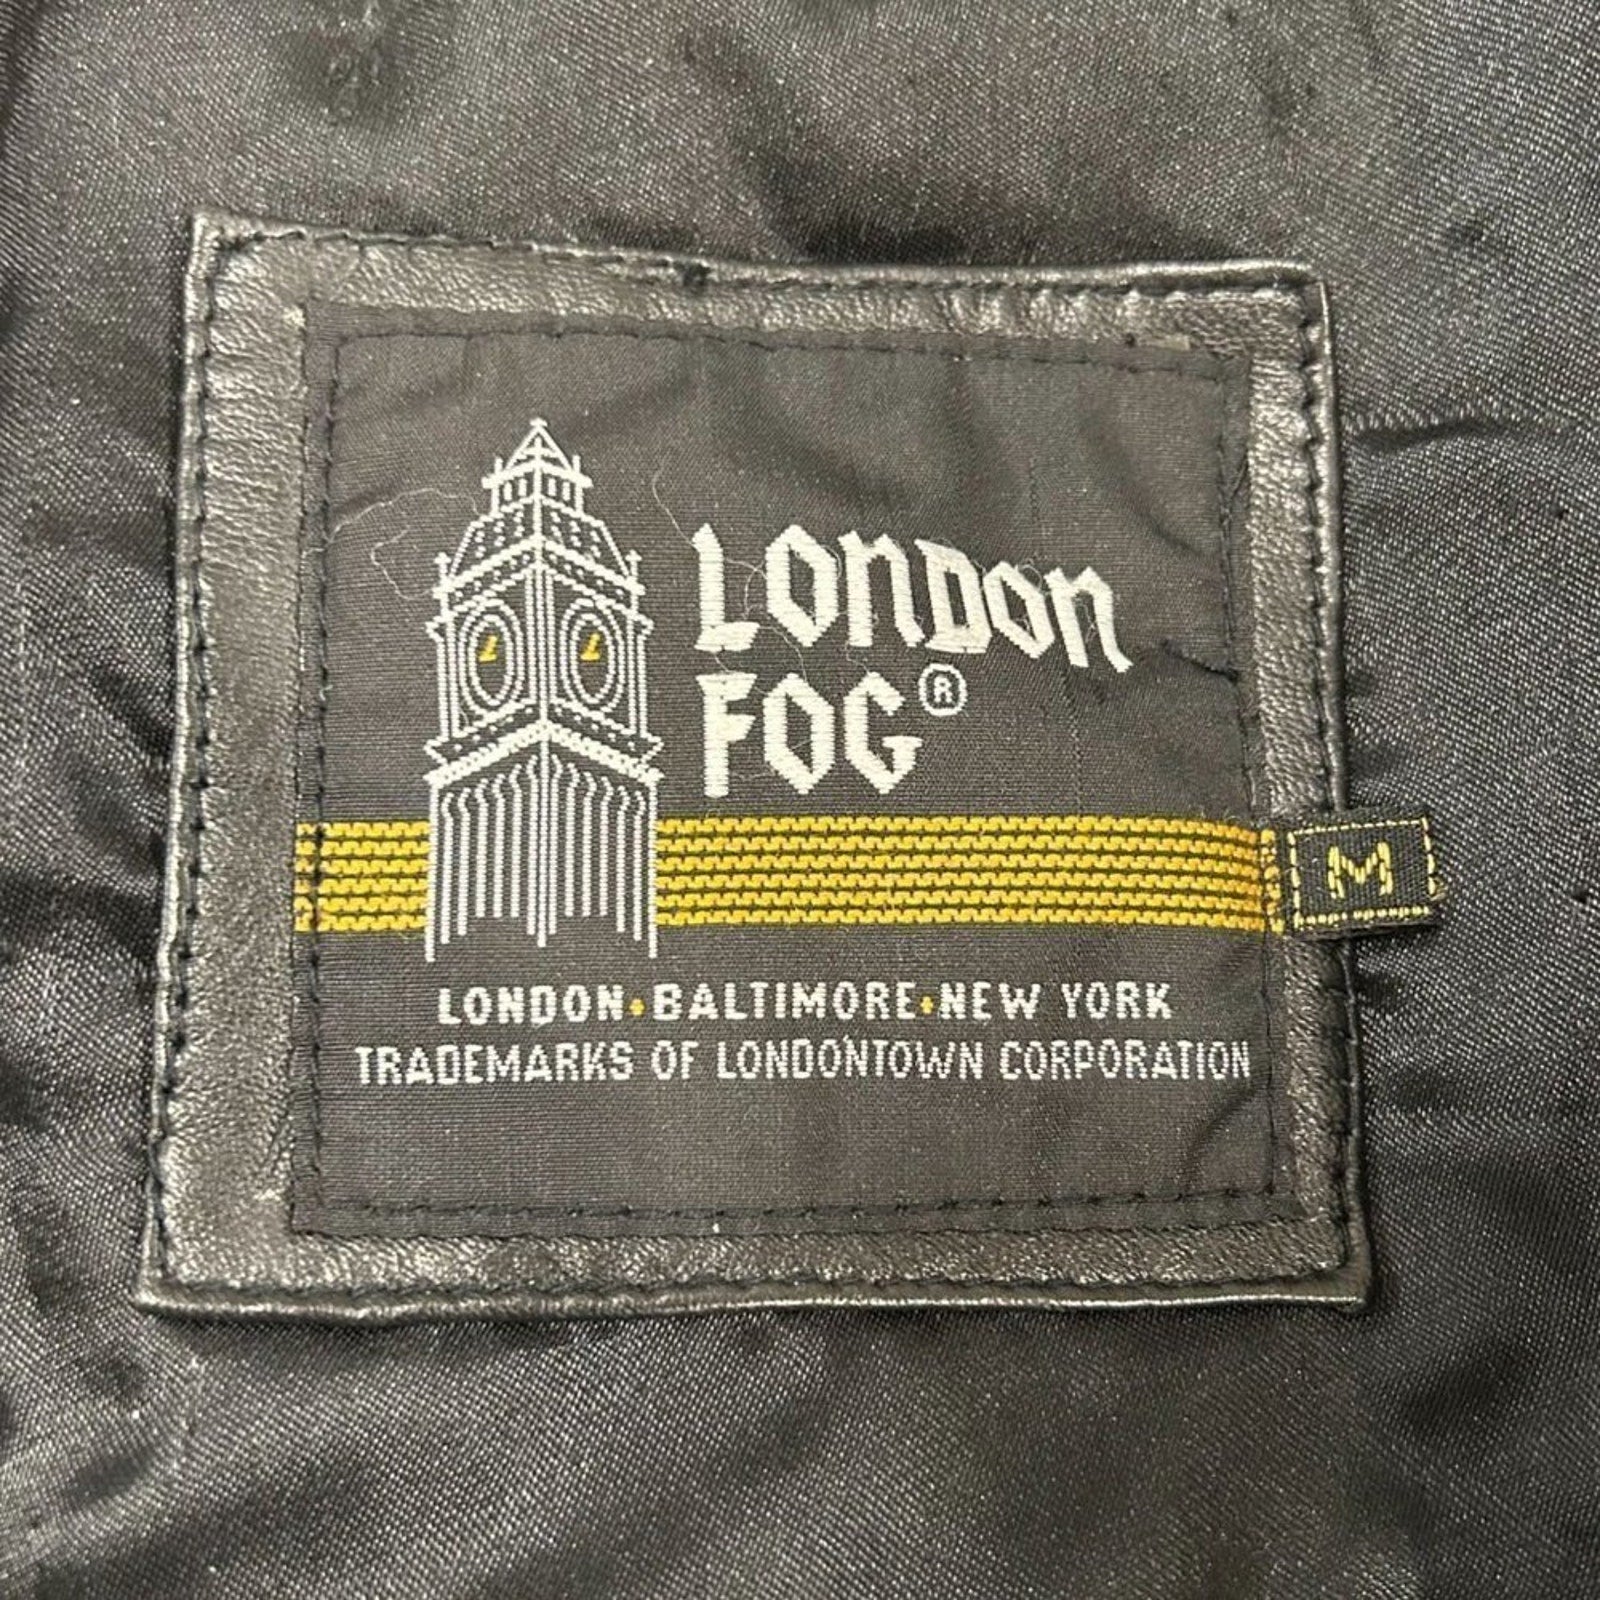 LONDON
FOG®
M
LONDON•BALTIMORE•NEW YORK
TRADEMARKS OF LONDONTOWN CORPORATION